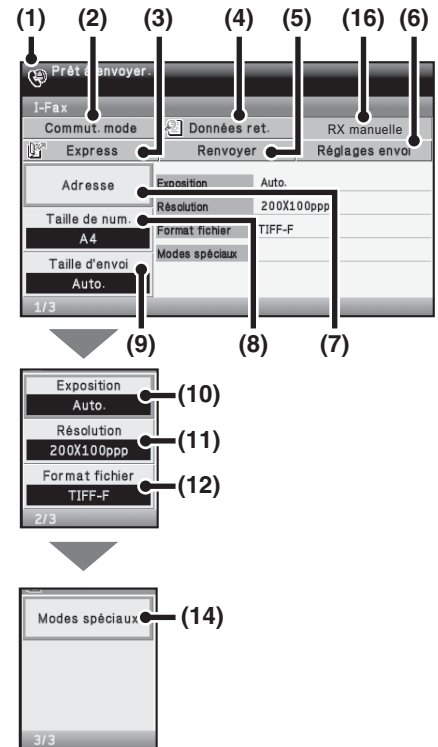 (1) (2) (3) (4) (5) (16) (6)
Prêt à envoyer.
I-Fax
Commut. mode Données ret. RX manuelle
Express Renvoyer Réglages envoi
Adresse Exposition Auto.
Résolution 200X100ppp
Taille de num. Format fichier TIFF-F
A4 Modes spéciaux
Taille d'envoi
Auto.
1/3
(9) (8) (7)
Exposition (10)
Auto.
Résolution (11)
200X100ppp
Format fichier (12)
TIFF-F
2/3
Modes spéciaux (14)
3/3